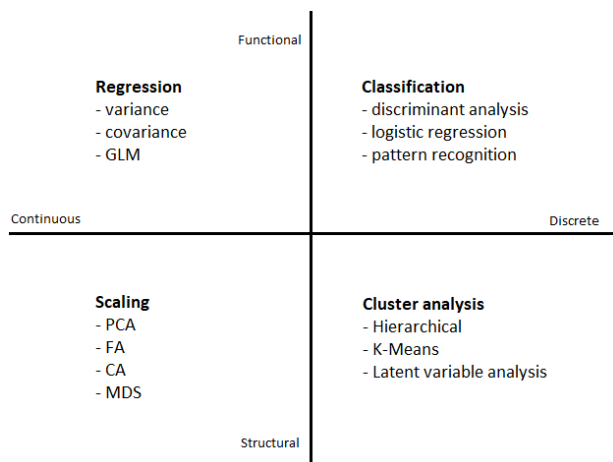 Functional
Regression
- variance
- covariance
- GLM
Classification
- discriminant analysis
- logistic regression
- pattern recognition
Continuous
Discrete
Scaling
- PCA
- FA
- CA
- MDS
Cluster analysis
- Hierarchical
- K-Means
- Latent variable analysis
Structural